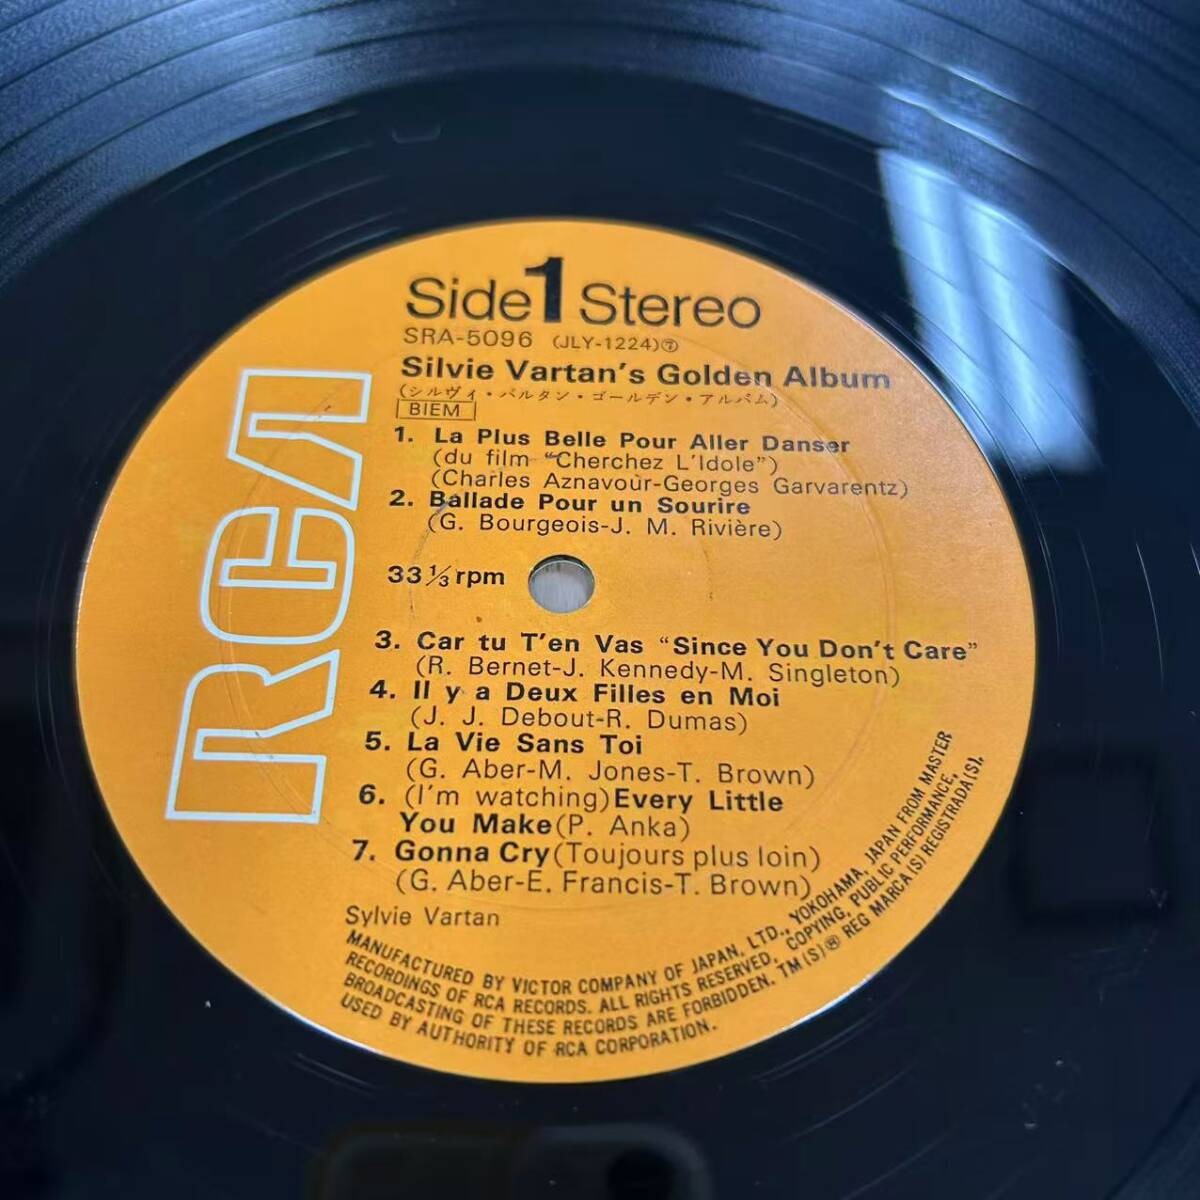 RCA
Side 1 Stereo
SRA-5096 (JLY-1224)⑦
Silvie Vartan's Golden Album
(シルヴィ・バルタン・ゴールデン・アルバム)
BIEM
1. La Plus Belle Pour Aller Danser
(du film "Cherchez L'Idole")
(Charles Aznavour-Georges Garvarentz)
2. Ballade Pour un Sourire
(G. Bourgeois-J. M. Rivière)
33 1/3 rpm
3. Car tu T'en Vas "Since You Don't Care"
(R. Bernet-J. Kennedy-M. Singleton)
4. Il y a Deux Filles en Moi
(J. J. Debout-R. Dumas)
5. La Vie Sans Toi
(G. Aber-M. Jones-T. Brown)
6. (I'm watching) Every Little
You Make (P. Anka)
7. Gonna Cry (Toujours plus loin)
(G. Aber-E. Francis-T. Brown)
Sylvie Vartan
MANUFACTURED BY VICTOR COMPANY OF JAPAN, LTD., YOKOHAMA, JAPAN FROM MASTER
RECORDINGS OF RCA RECORDS. ALL RIGHTS RESERVED, COPYING, PUBLIC PERFORMANCE,
BROADCASTING OF THESE RECORDS ARE FORBIDDEN. TM(S)® REG MARCA(S) REGISTRADA(S).
USED BY AUTHORITY OF RCA CORPORATION.